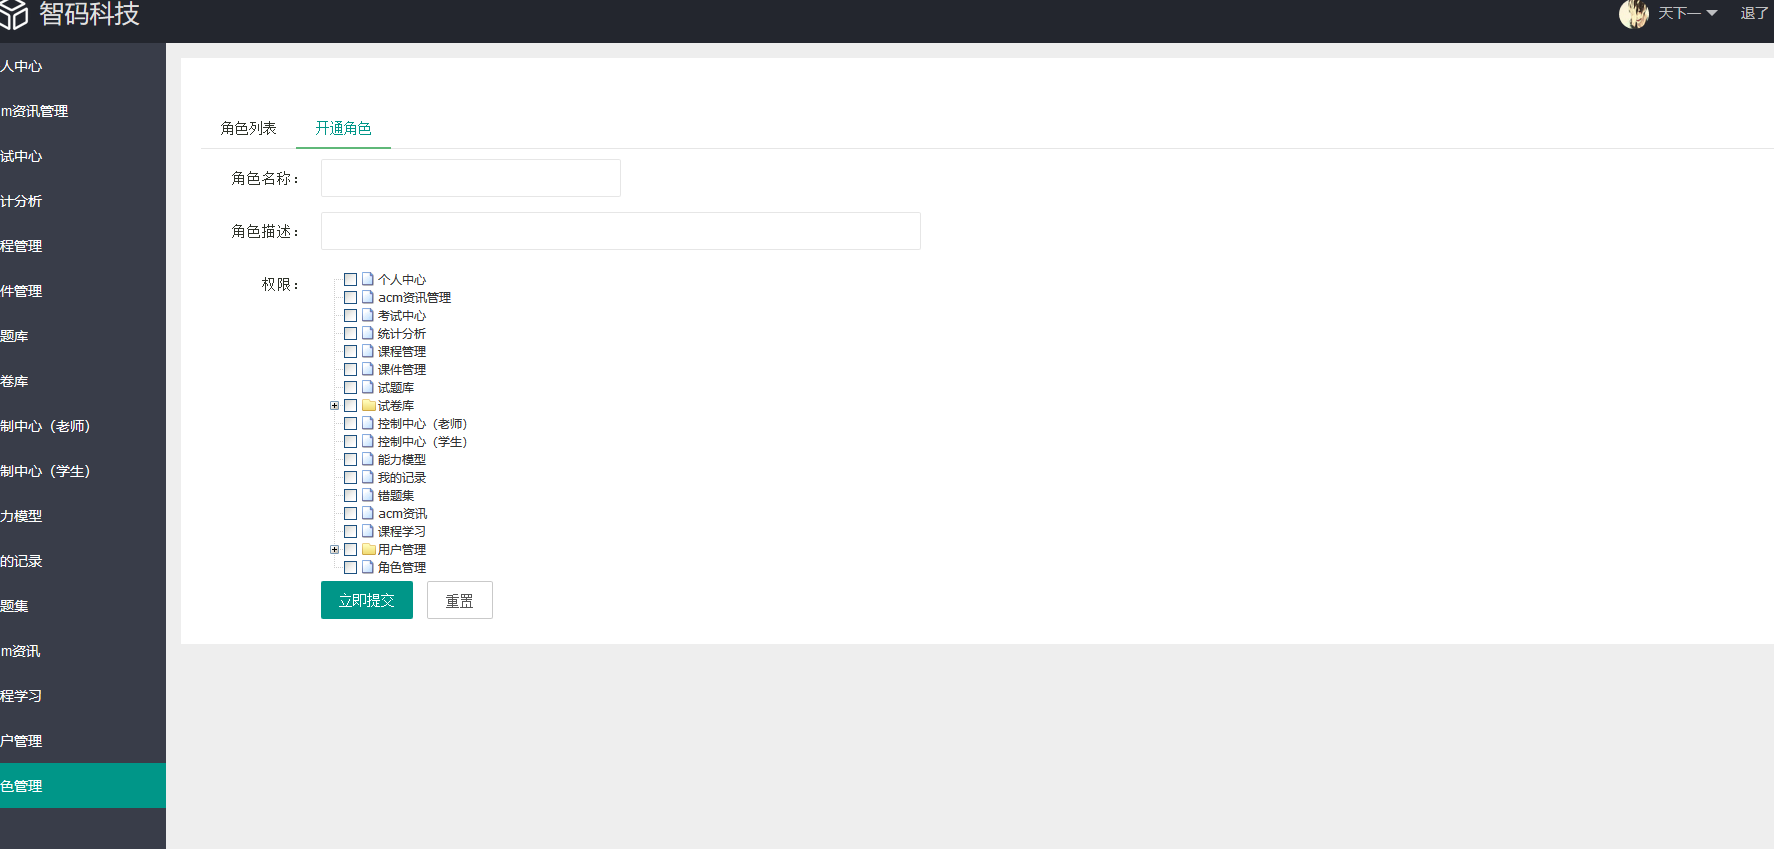 智码科技
天下一
退了
人中心
m资讯管理
试中心
计分析
程管理
件管理
题库
卷库
制中心（老师）
制中心（学生）
力模型
的记录
题集
m资讯
程学习
户管理
色管理
角色列表
开通角色
角色名称：
角色描述：
权限：
个人中心
acm资讯管理
考试中心
统计分析
课程管理
课件管理
试题库
试卷库
控制中心（老师）
控制中心（学生）
能力模型
我的记录
错题集
acm资讯
课程学习
用户管理
角色管理
立即提交
重置